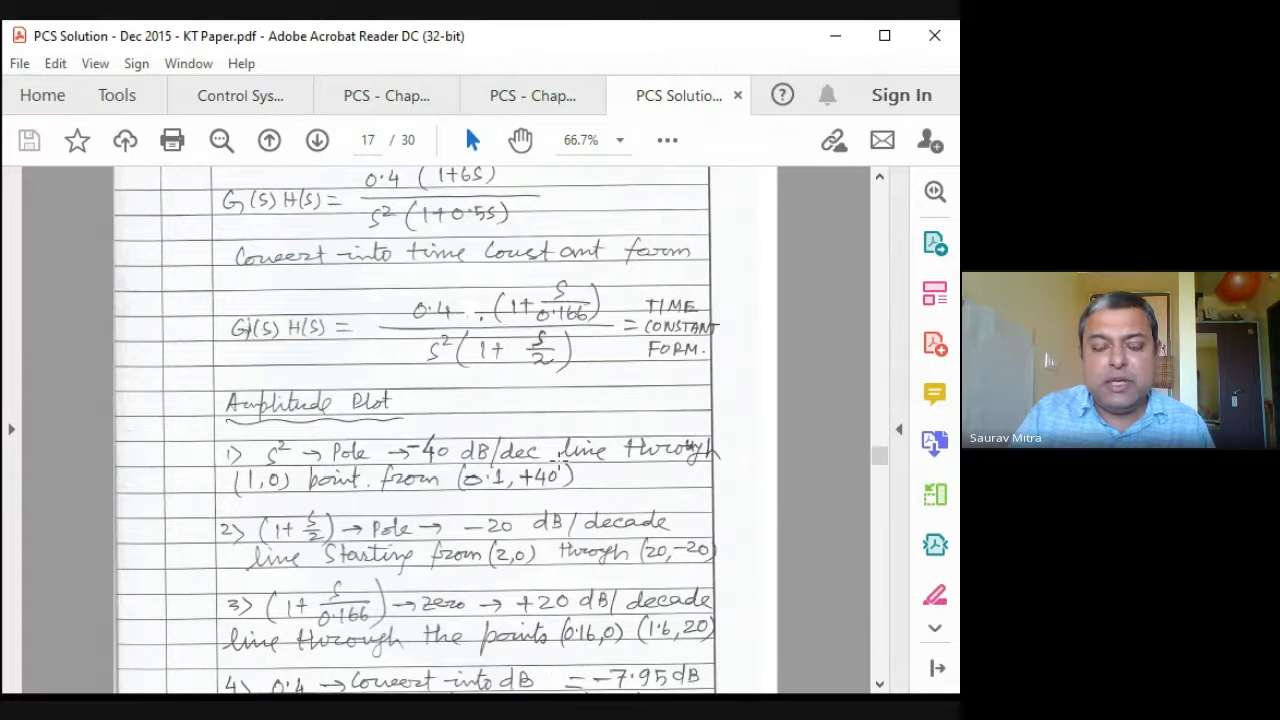 PCS Solution - Dec 2015 - KT Paper.pdf - Adobe Acrobat Reader DC (32-bit)
File Edit View Sign Window Help
Home Tools Control Sys... PCS - Chap... PCS - Chap... PCS Solutio... × Sign In
17 / 30 66.7%
0.4 (1+6S)
G(S) H(S) =
S² (1+0.5S)
Convert into time constant form
0.4 . (1+ S/0.166)
G(S) H(S) = = TIME CONSTANT FORM.
S² (1 + S/2)
Amplitude Plot
1) S² → Pole → -40 dB/dec line through
(1,0) point. from (0.1, +40)
2) (1+ S/2) → Pole → -20 dB/decade
line starting from (2,0) through (20,-20)
3) (1+ S/0.166) → Zero → +20 dB/decade
line through the points (0.16,0) (1.6,20)
4) 0.4 → Convert into dB = -7.95 dB
Saurav Mitra